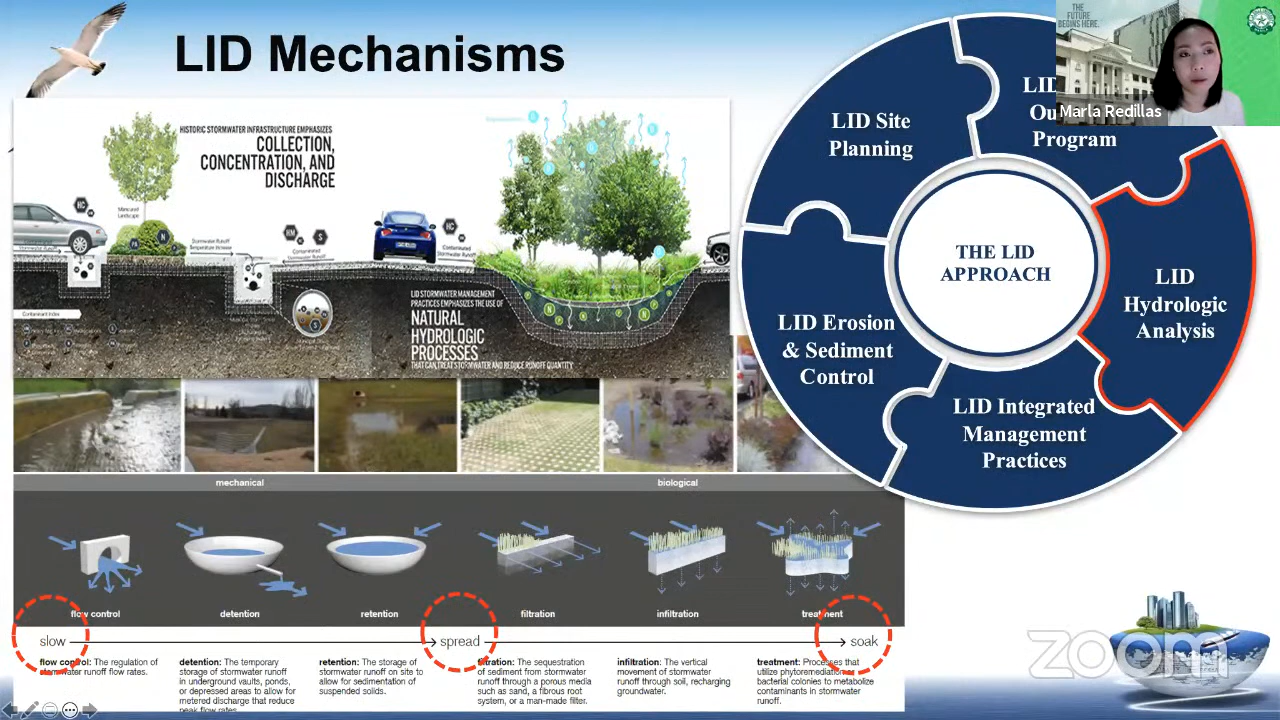 LID Mechanisms
THE
FUTURE
BEGINS HERE.
Marla Redillas
HISTORIC STORMWATER INFRASTRUCTURE EMPHASIZES
COLLECTION,
CONCENTRATION, AND
DISCHARGE
LID STORMWATER MANAGEMENT
PRACTICES EMPHASIZES THE USE OF
NATURAL
HYDROLOGIC
PROCESSES
THAT CAN TREAT STORMWATER AND REDUCE RUNOFF QUANTITY
LID Site
Planning
LID
Ou
Program
THE LID
APPROACH
LID
Hydrologic
Analysis
LID Erosion
& Sediment
Control
LID Integrated
Management
Practices
mechanical
biological
flow control
detention
retention
filtration
infiltration
treatment
slow
spread
soak
flow control: The regulation of
stormwater runoff flow rates.
detention: The temporary
storage of stormwater runoff
in underground vaults, ponds,
or depressed areas to allow for
metered discharge that reduce
peak flow rates.
retention: The storage of
stormwater runoff on site to
allow for sedimentation of
suspended solids.
filtration: The sequestration
of sediment from stormwater
runoff through a porous media
such as sand, a fibrous root
system, or a man-made filter.
infiltration: The vertical
movement of stormwater
runoff through soil, recharging
groundwater.
treatment: Processes that
utilize phytoremediation
bacterial colonies to metabolize
contaminants in stormwater
runoff.
zoom